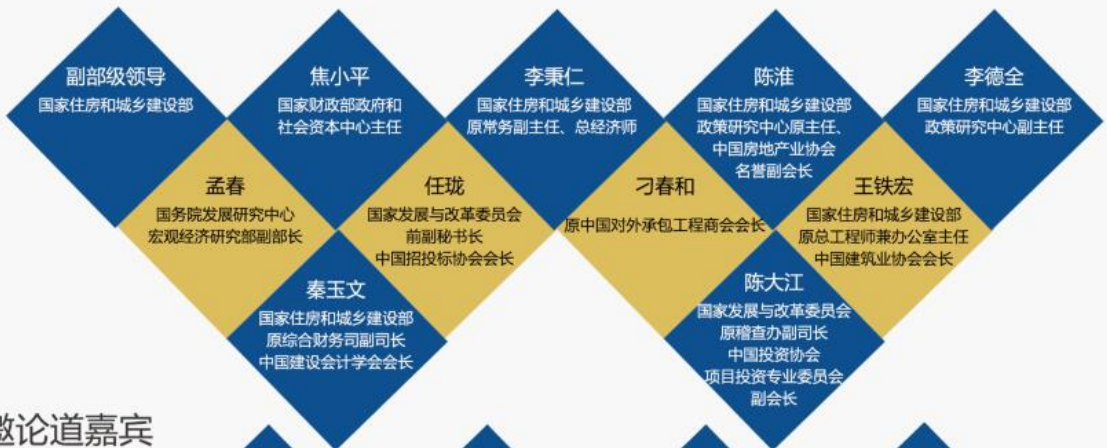 副部级领导
国家住房和城乡建设部
焦小平
国家财政部政府和
社会资本中心主任
李秉仁
国家住房和城乡建设部
原常务副主任、总经济师
陈淮
国家住房和城乡建设部
政策研究中心原主任、
中国房地产业协会
名誉副会长
李德全
国家住房和城乡建设部
政策研究中心副主任
孟春
国务院发展研究中心
宏观经济研究部副部长
任珑
国家发展与改革委员会
前副秘书长
中国招投标协会会长
刁春和
原中国对外承包工程商会会长
王铁宏
国家住房和城乡建设部
原总工程师兼办公室主任
中国建筑业协会会长
秦玉文
国家住房和城乡建设部
原综合财务司副司长
中国建设会计学会会长
陈大江
国家发展与改革委员会
原稽查办副司长
中国投资协会
项目投资专业委员会
副会长
邀论道嘉宾